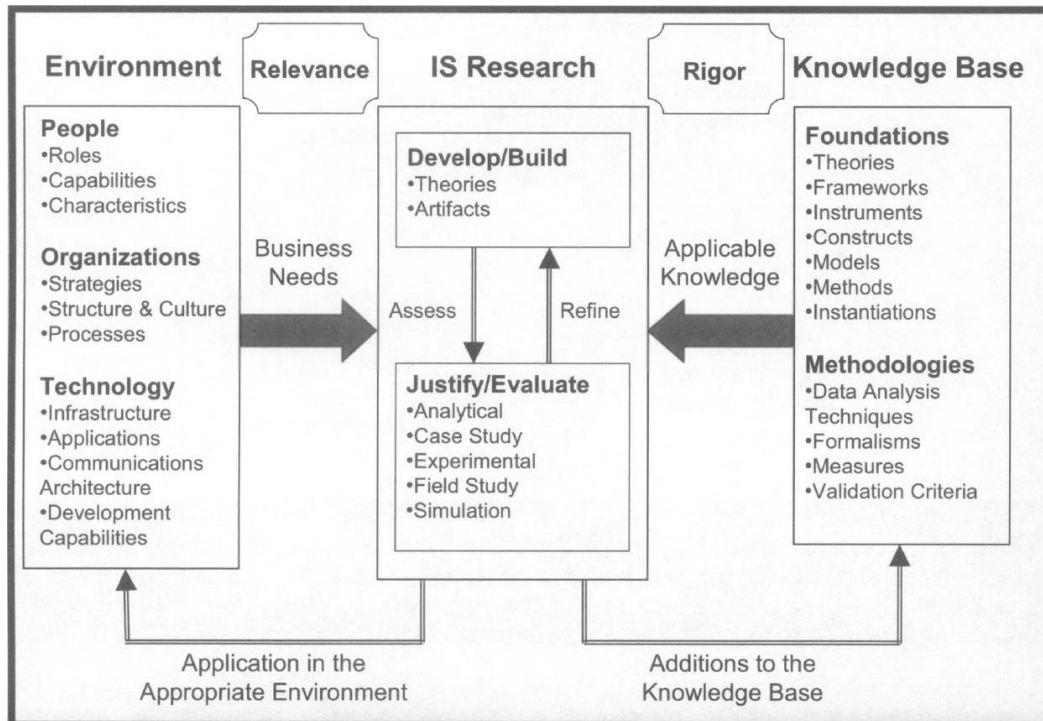 Environment
Relevance
IS Research
Rigor
Knowledge Base
People
•Roles
•Capabilities
•Characteristics
Organizations
•Strategies
•Structure & Culture
•Processes
Technology
•Infrastructure
•Applications
•Communications
Architecture
•Development
Capabilities
Business
Needs
Develop/Build
•Theories
•Artifacts
Assess
Refine
Justify/Evaluate
•Analytical
•Case Study
•Experimental
•Field Study
•Simulation
Applicable
Knowledge
Foundations
•Theories
•Frameworks
•Instruments
•Constructs
•Models
•Methods
•Instantiations
Methodologies
•Data Analysis
Techniques
•Formalisms
•Measures
•Validation Criteria
Application in the
Appropriate Environment
Additions to the
Knowledge Base